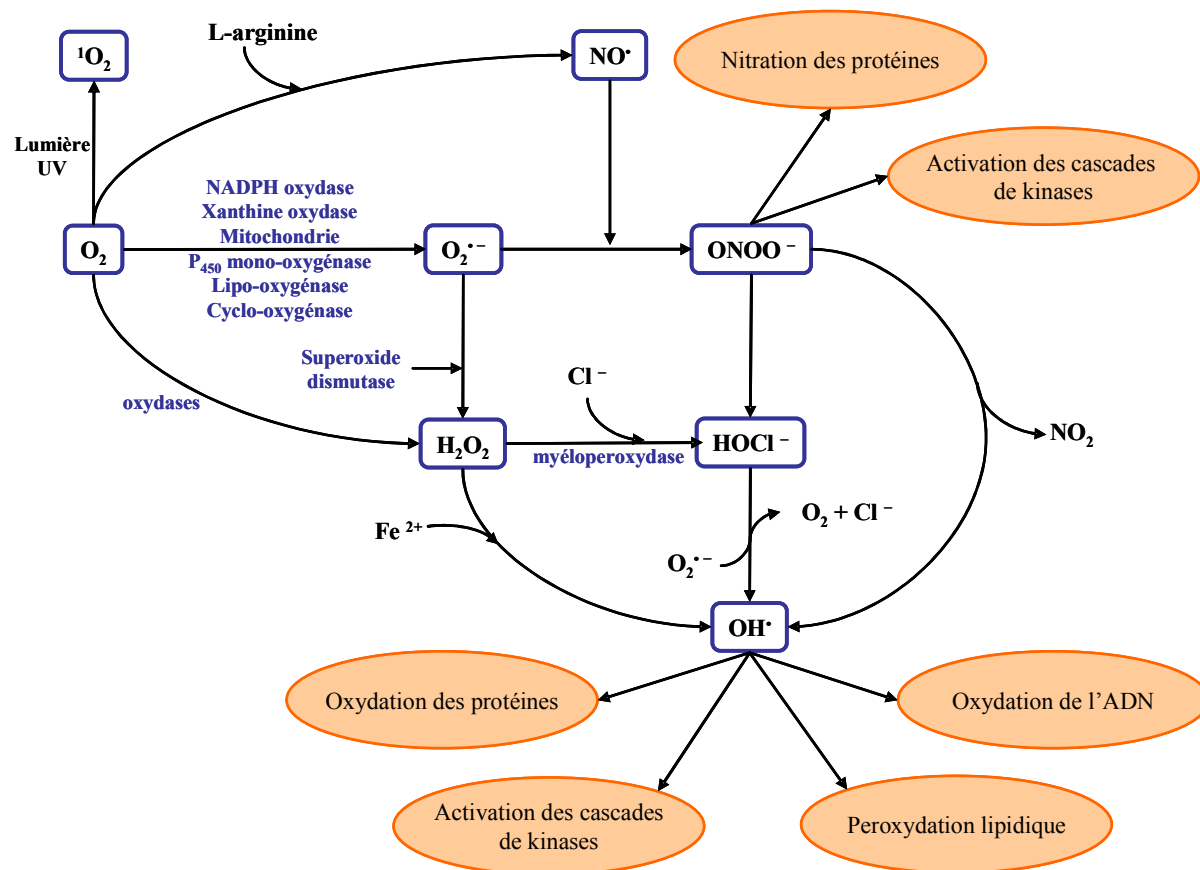 L-arginine
¹O₂
NO•
Nitration des protéines
Lumière
UV
Activation des cascades
de kinases
NADPH oxydase
Xanthine oxydase
Mitochondrie
P₄₅₀ mono-oxygénase
Lipo-oxygénase
Cyclo-oxygénase
O₂
O₂•⁻
ONOO ⁻
Superoxide
dismutase
Cl ⁻
oxydases
H₂O₂
myéloperoxydase
HOCl ⁻
NO₂
Fe ²⁺
O₂ + Cl ⁻
O₂•⁻
OH•
Oxydation des protéines
Oxydation de l’ADN
Activation des cascades
de kinases
Peroxydation lipidique